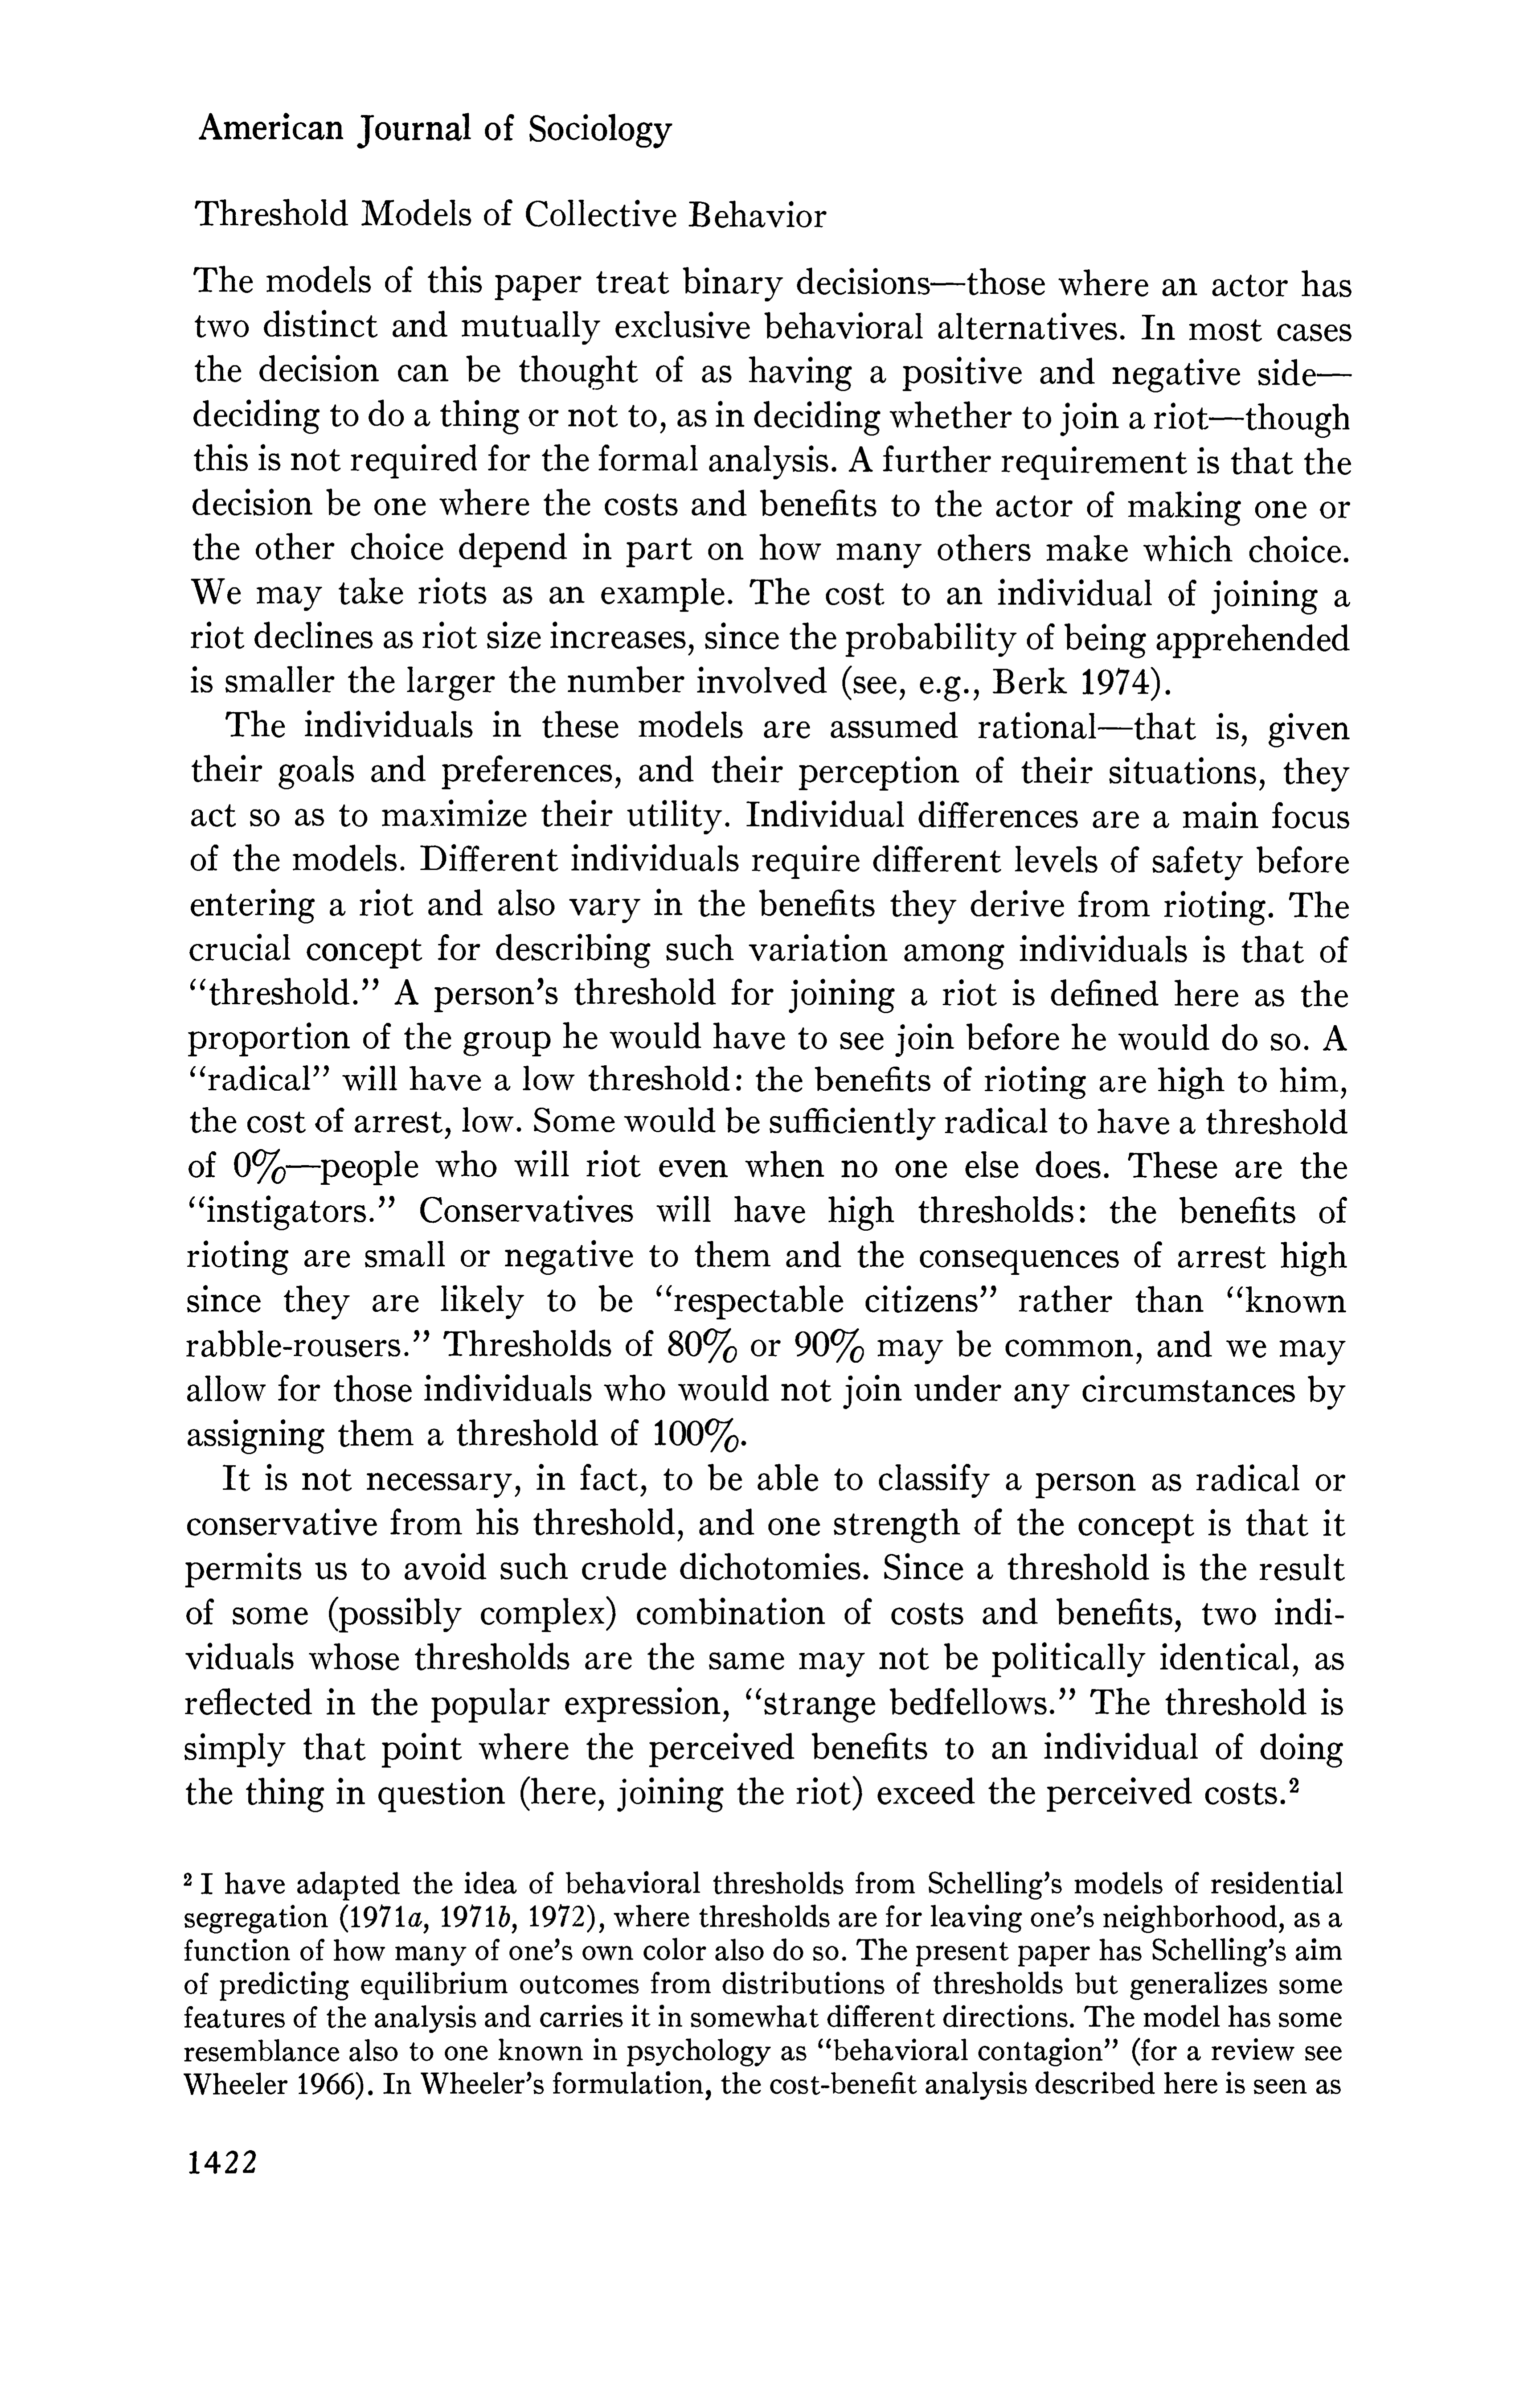 American Journal of Sociology
Threshold Models of Collective Behavior
The models of this paper treat binary decisions—those where an actor has
two distinct and mutually exclusive behavioral alternatives. In most cases
the decision can be thought of as having a positive and negative side—
deciding to do a thing or not to, as in deciding whether to join a riot—though
this is not required for the formal analysis. A further requirement is that the
decision be one where the costs and benefits to the actor of making one or
the other choice depend in part on how many others make which choice.
We may take riots as an example. The cost to an individual of joining a
riot declines as riot size increases, since the probability of being apprehended
is smaller the larger the number involved (see, e.g., Berk 1974).
The individuals in these models are assumed rational—that is, given
their goals and preferences, and their perception of their situations, they
act so as to maximize their utility. Individual differences are a main focus
of the models. Different individuals require different levels of safety before
entering a riot and also vary in the benefits they derive from rioting. The
crucial concept for describing such variation among individuals is that of
“threshold.” A person’s threshold for joining a riot is defined here as the
proportion of the group he would have to see join before he would do so. A
“radical” will have a low threshold: the benefits of rioting are high to him,
the cost of arrest, low. Some would be sufficiently radical to have a threshold
of 0%—people who will riot even when no one else does. These are the
“instigators.” Conservatives will have high thresholds: the benefits of
rioting are small or negative to them and the consequences of arrest high
since they are likely to be “respectable citizens” rather than “known
rabble-rousers.” Thresholds of 80% or 90% may be common, and we may
allow for those individuals who would not join under any circumstances by
assigning them a threshold of 100%.
It is not necessary, in fact, to be able to classify a person as radical or
conservative from his threshold, and one strength of the concept is that it
permits us to avoid such crude dichotomies. Since a threshold is the result
of some (possibly complex) combination of costs and benefits, two indi-
viduals whose thresholds are the same may not be politically identical, as
reflected in the popular expression, “strange bedfellows.” The threshold is
simply that point where the perceived benefits to an individual of doing
the thing in question (here, joining the riot) exceed the perceived costs.²
² I have adapted the idea of behavioral thresholds from Schelling’s models of residential
segregation (1971a, 1971b, 1972), where thresholds are for leaving one’s neighborhood, as a
function of how many of one’s own color also do so. The present paper has Schelling’s aim
of predicting equilibrium outcomes from distributions of thresholds but generalizes some
features of the analysis and carries it in somewhat different directions. The model has some
resemblance also to one known in psychology as “behavioral contagion” (for a review see
Wheeler 1966). In Wheeler’s formulation, the cost-benefit analysis described here is seen as
1422